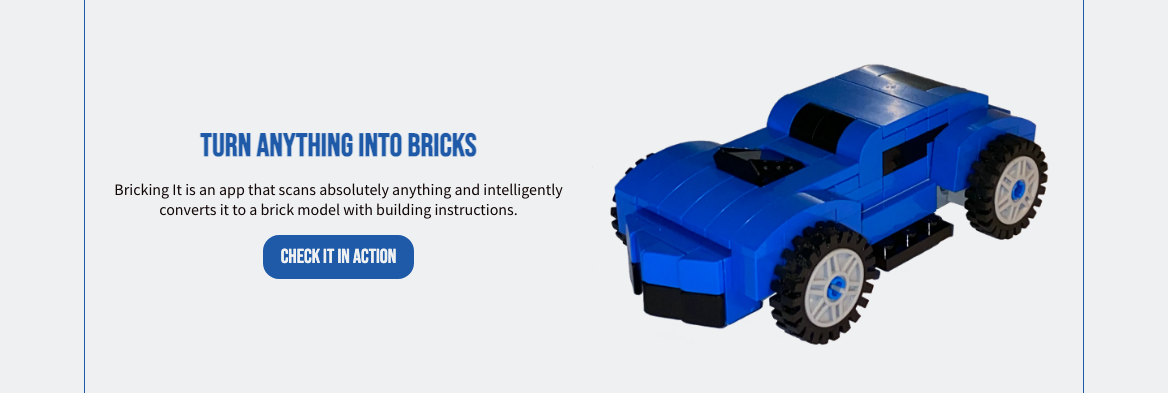 TURN ANYTHING INTO BRICKS
Bricking It is an app that scans absolutely anything and intelligently
converts it to a brick model with building instructions.
CHECK IT IN ACTION